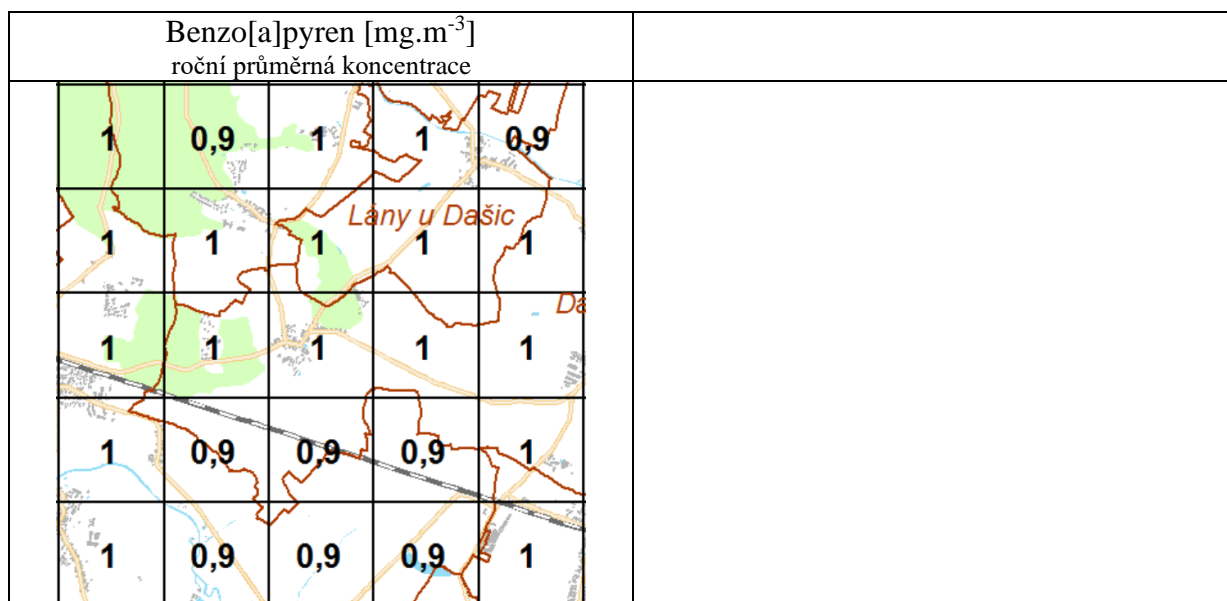 Benzo[a]pyren [mg.m-3]
roční průměrná koncentrace
1 0,9 1 1 0,9
Lány u Dašic
1 1 1 1 1
Da
1 1 1 1 1
1 0,9 0,9 0,9 1
1 0,9 0,9 0,9 1